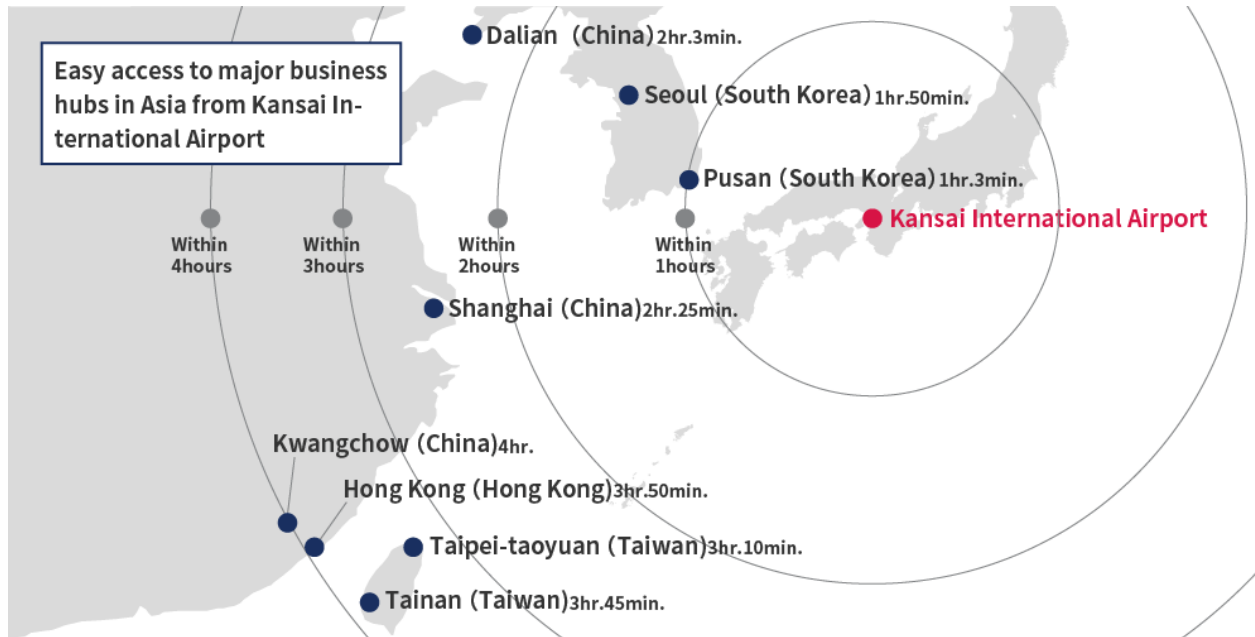 Dalian（China）2hr.3min.
Easy access to major business
hubs in Asia from Kansai In-
ternational Airport
Seoul（South Korea）1hr.50min.
Pusan（South Korea）1hr.3min.
Kansai International Airport
Within
4hours
Within
3hours
Within
2hours
Within
1hours
Shanghai（China）2hr.25min.
Kwangchow（China）4hr.
Hong Kong（Hong Kong）3hr.50min.
Taipei-taoyuan（Taiwan）3hr.10min.
Tainan（Taiwan）3hr.45min.